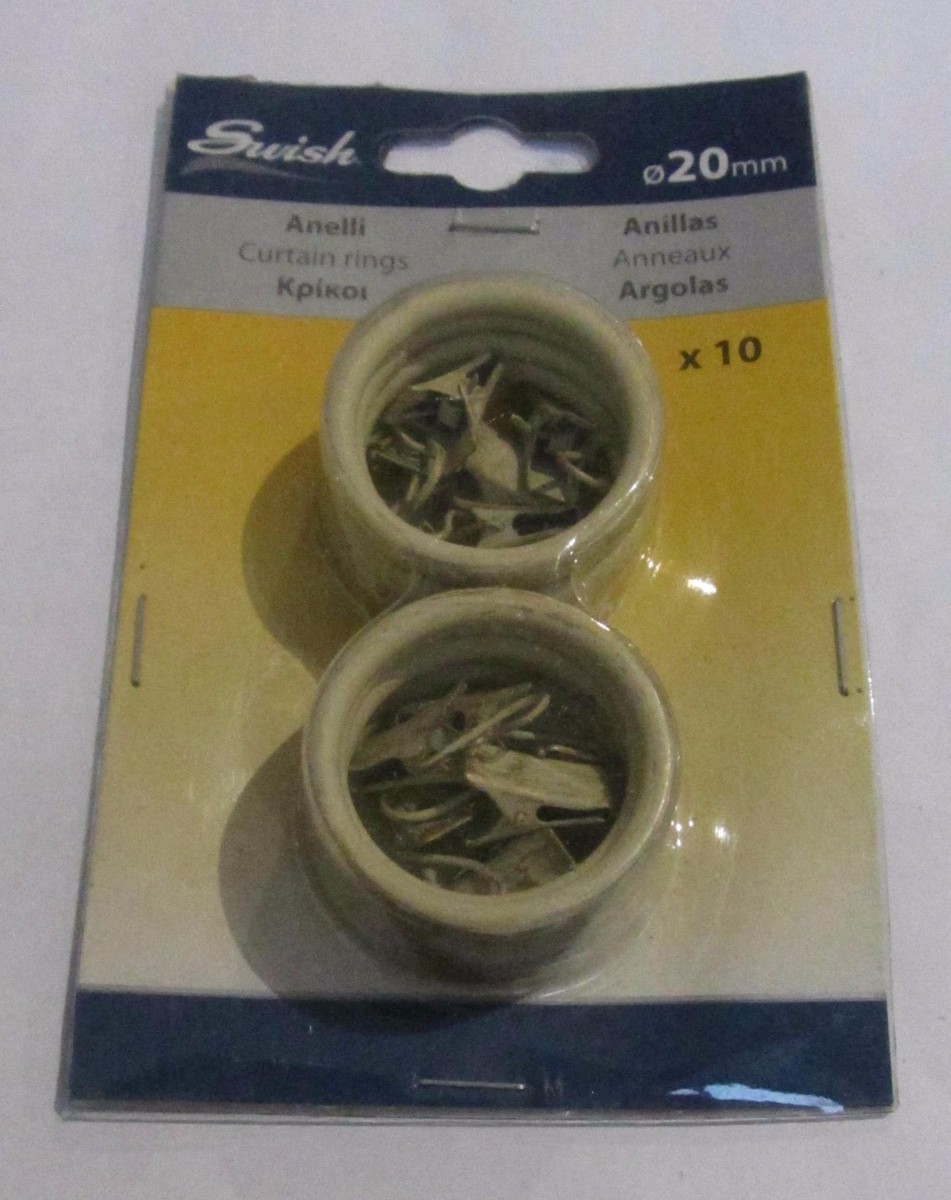 Swish
ø20mm
Anelli
Curtain rings
Κρίκοι
Anillas
Anneaux
Argolas
x 10
M